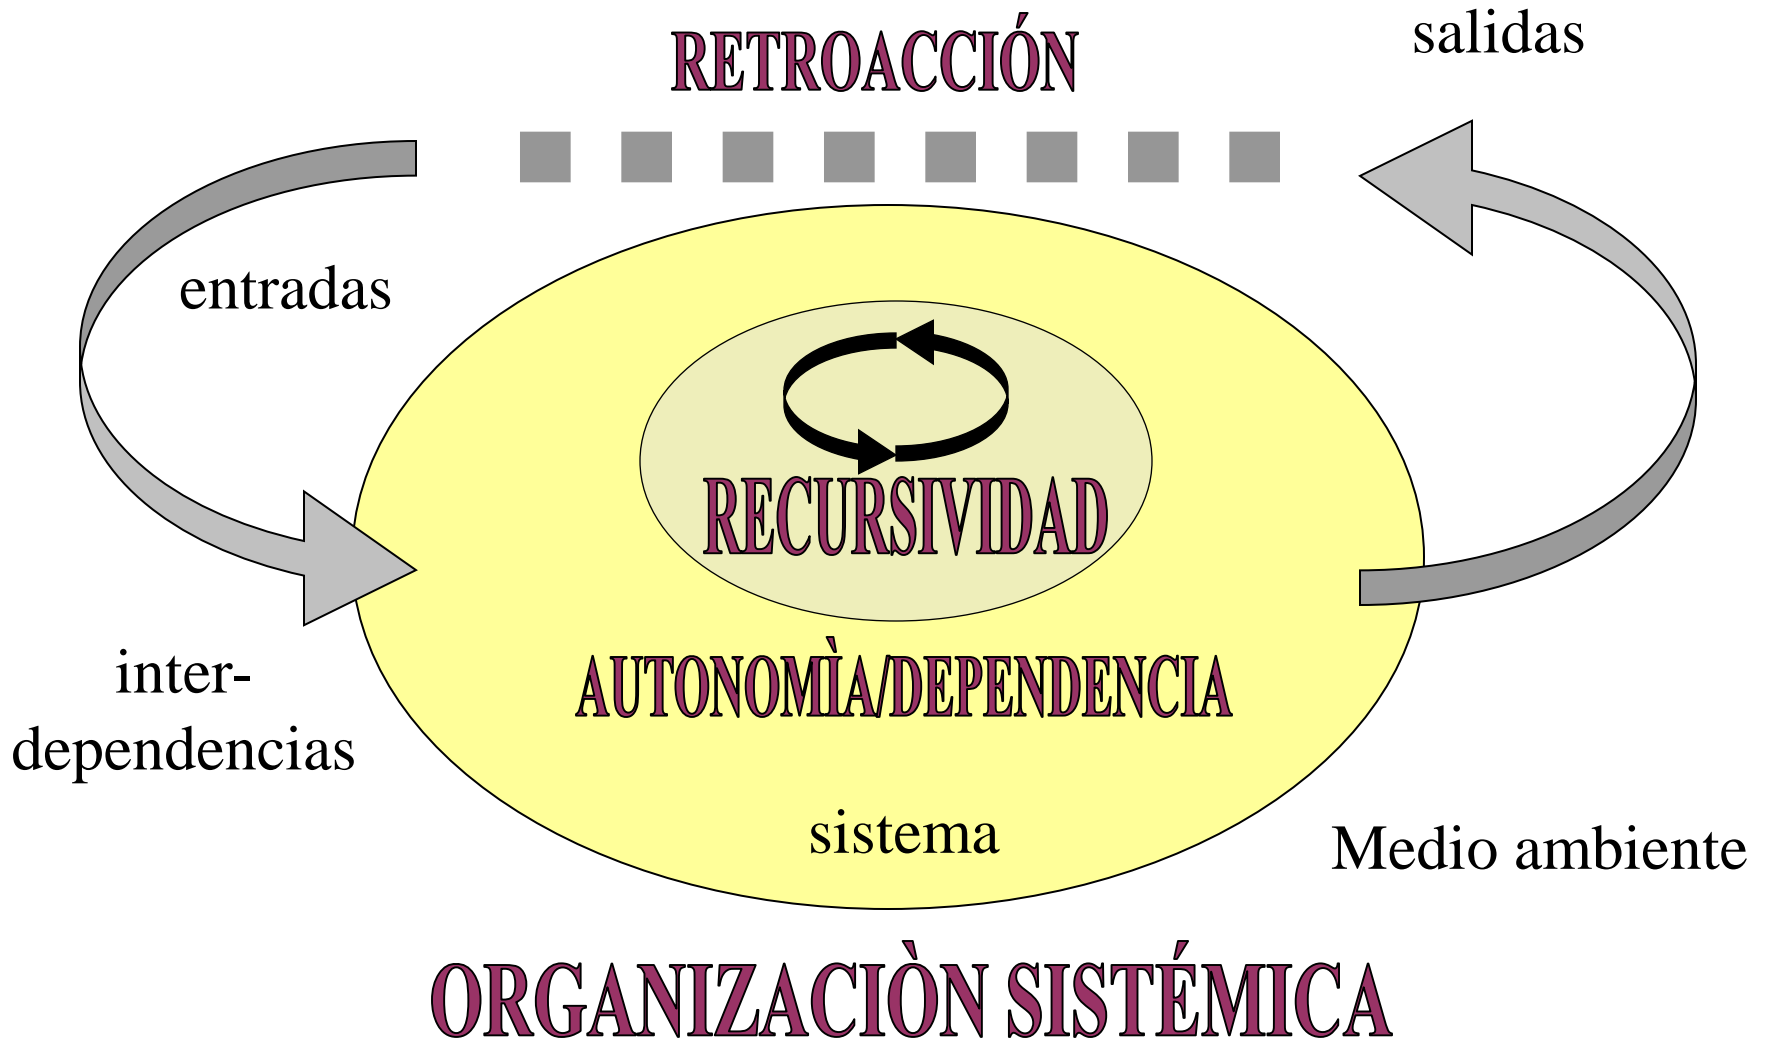 salidas
RETROACCIÓN
entradas
RECURSIVIDAD
AUTONOMÌA/DEPENDENCIA
inter-
dependencias
sistema
Medio ambiente
ORGANIZACIÒN SISTÉMICA